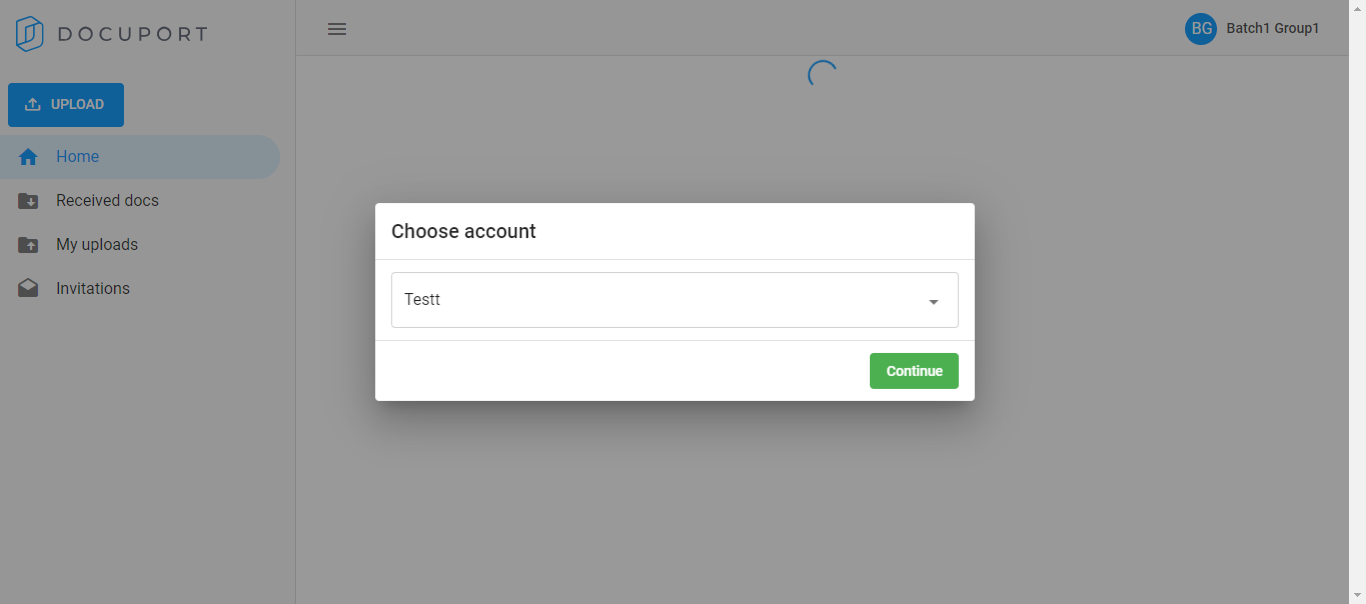 DOCUPORT
BG Batch1 Group1
UPLOAD
Home
Received docs
My uploads
Invitations
Choose account
Testt
Continue